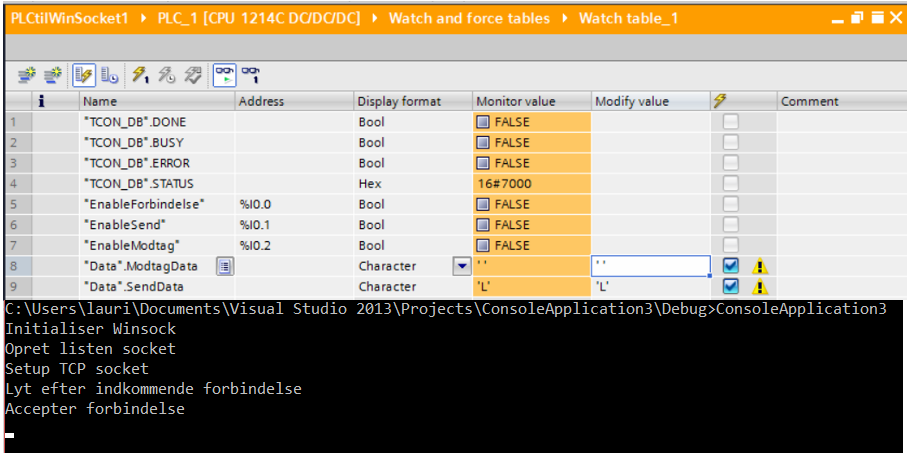 PLCtilWinSocket1 ▸ PLC_1 [CPU 1214C DC/DC/DC] ▸ Watch and force tables ▸ Watch table_1
i Name Address Display format Monitor value Modify value Comment
1 "TCON_DB".DONE Bool FALSE
2 "TCON_DB".BUSY Bool FALSE
3 "TCON_DB".ERROR Bool FALSE
4 "TCON_DB".STATUS Hex 16#7000
5 "EnableForbindelse" %I0.0 Bool FALSE
6 "EnableSend" %I0.1 Bool FALSE
7 "EnableModtag" %I0.2 Bool FALSE
8 "Data".ModtagData Character ' ' ' '
9 "Data".SendData Character 'L' 'L'
C:\Users\lauri\Documents\Visual Studio 2013\Projects\ConsoleApplication3\Debug>ConsoleApplication3
Initialiser Winsock
Opret listen socket
Setup TCP socket
Lyt efter indkommende forbindelse
Accepter forbindelse